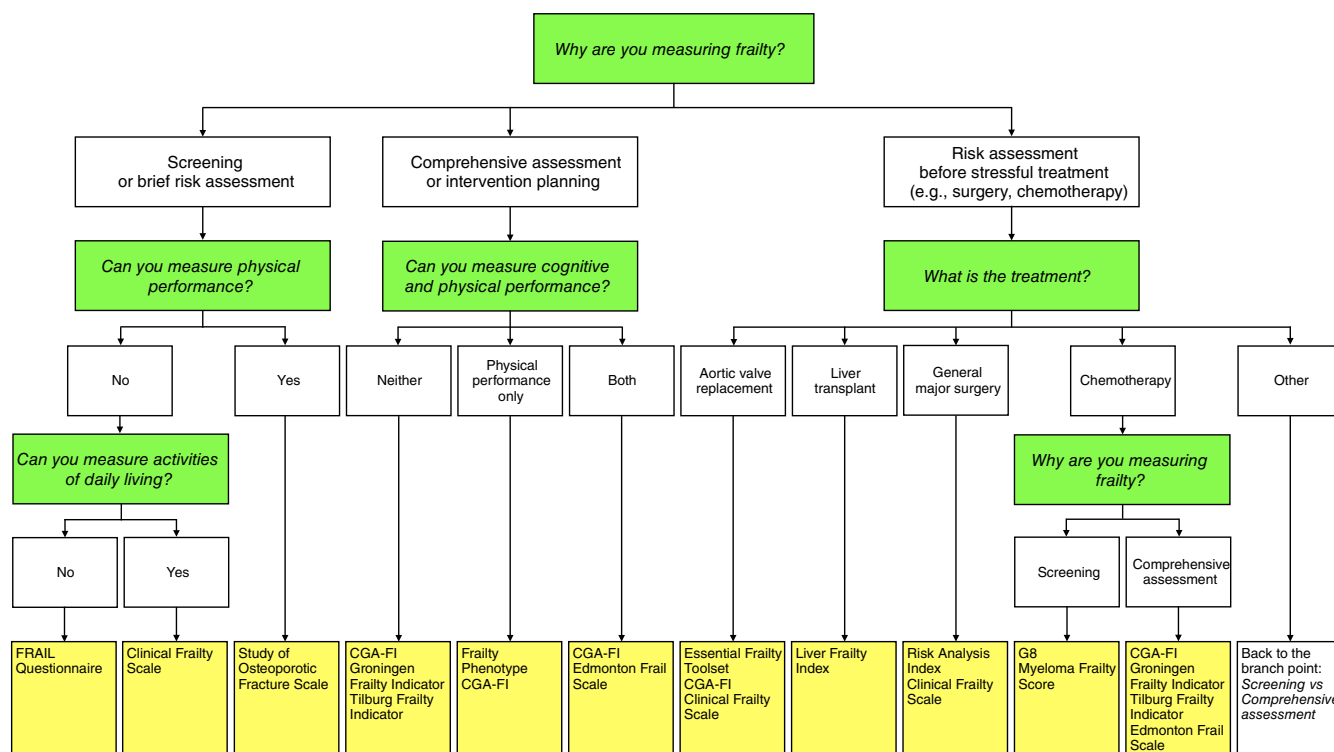 Why are you measuring frailty?
Screening
or brief risk assessment
Comprehensive assessment
or intervention planning
Risk assessment
before stressful treatment
(e.g., surgery, chemotherapy)
Can you measure physical
performance?
Can you measure cognitive
and physical performance?
What is the treatment?
No
Yes
Neither
Physical
performance
only
Both
Aortic valve
replacement
Liver
transplant
General
major surgery
Chemotherapy
Other
Can you measure activities
of daily living?
Why are you measuring
frailty?
No
Yes
Screening
Comprehensive
assessment
FRAIL
Questionnaire
Clinical Frailty
Scale
Study of
Osteoporotic
Fracture Scale
CGA-FI
Groningen
Frailty Indicator
Tilburg Frailty
Indicator
Frailty
Phenotype
CGA-FI
CGA-FI
Edmonton Frail
Scale
Essential Frailty
Toolset
CGA-FI
Clinical Frailty
Scale
Liver Frailty
Index
Risk Analysis
Index
Clinical Frailty
Scale
G8
Myeloma Frailty
Score
CGA-FI
Groningen
Frailty Indicator
Tilburg Frailty
Indicator
Edmonton Frail
Scale
Back to the
branch point:
Screening vs
Comprehensive
assessment